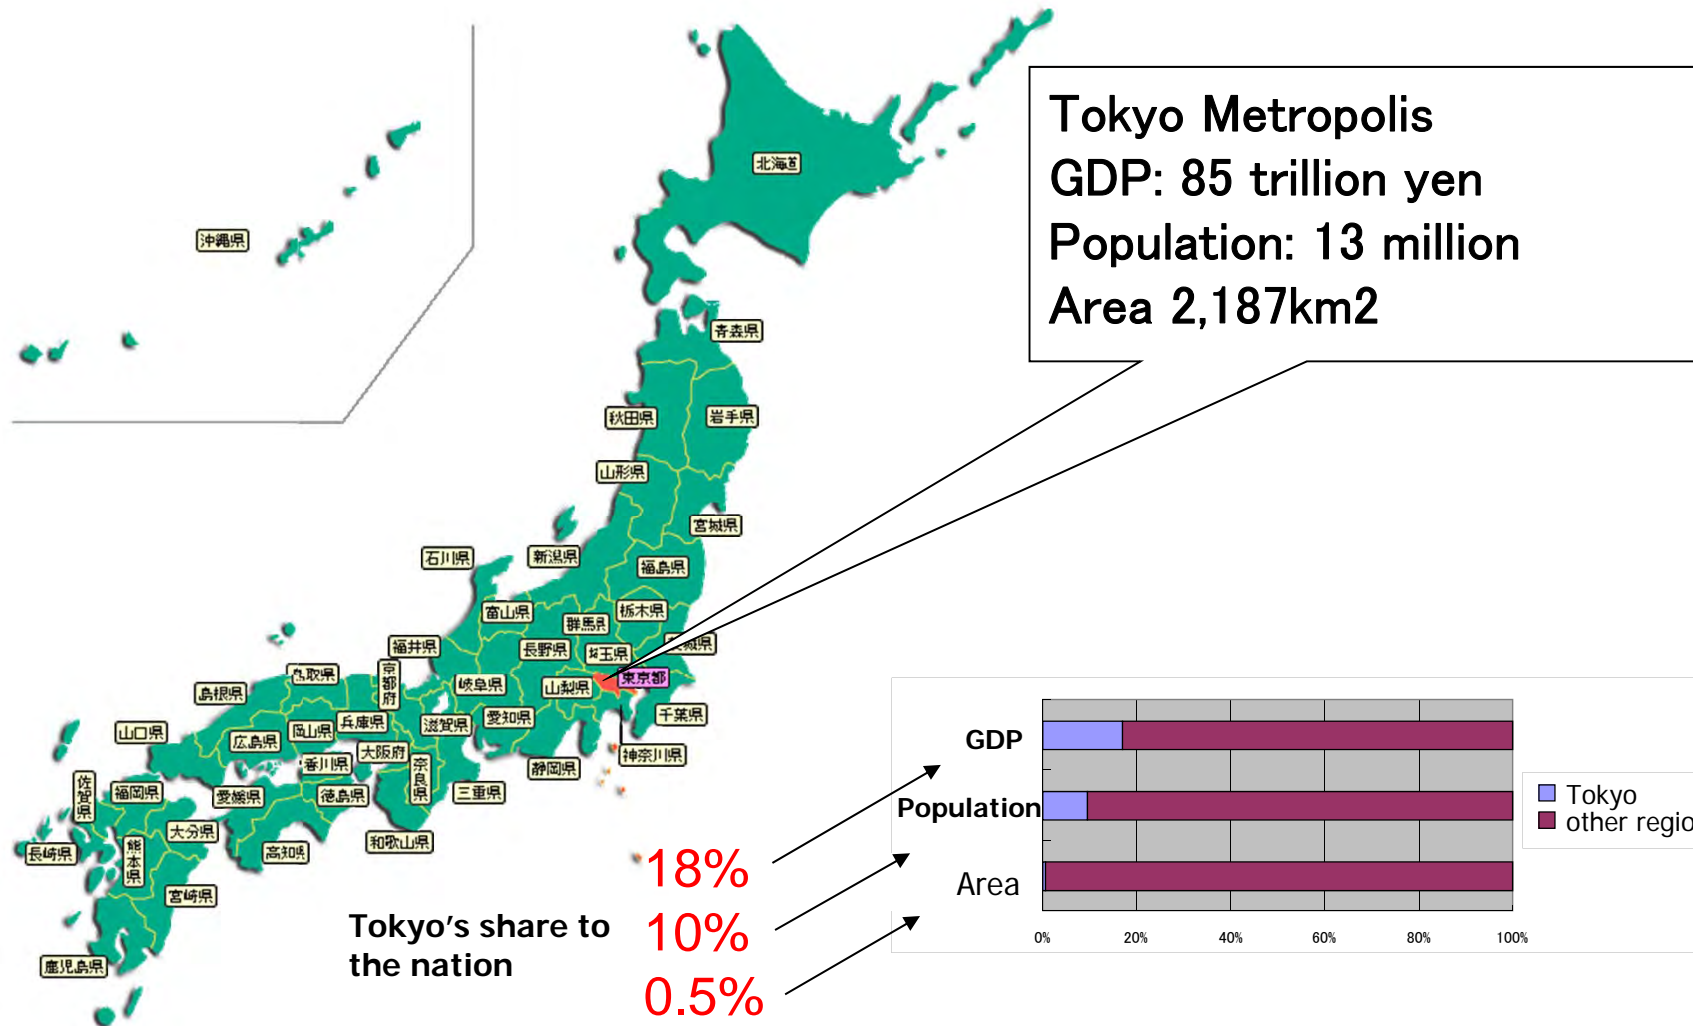 Tokyo Metropolis
GDP: 85 trillion yen
Population: 13 million
Area 2,187km2
北海道
沖縄県
青森県
秋田県
岩手県
山形県
宮城県
新潟県
石川県
福島県
富山県
群馬県
栃木県
福井県
長野県
埼玉県
茨城県
鳥取県
京都府
岐阜県
山梨県
東京都
島根県
千葉県
兵庫県
滋賀県
愛知県
山口県
広島県
岡山県
大阪府
神奈川県
香川県
奈良県
静岡県
佐賀県
福岡県
愛媛県
徳島県
三重県
大分県
和歌山県
長崎県
熊本県
高知県
宮崎県
鹿児島県
GDP
Population
Area
0% 20% 40% 60% 80% 100%
Tokyo
other regio
Tokyo's share to
the nation
18%
10%
0.5%